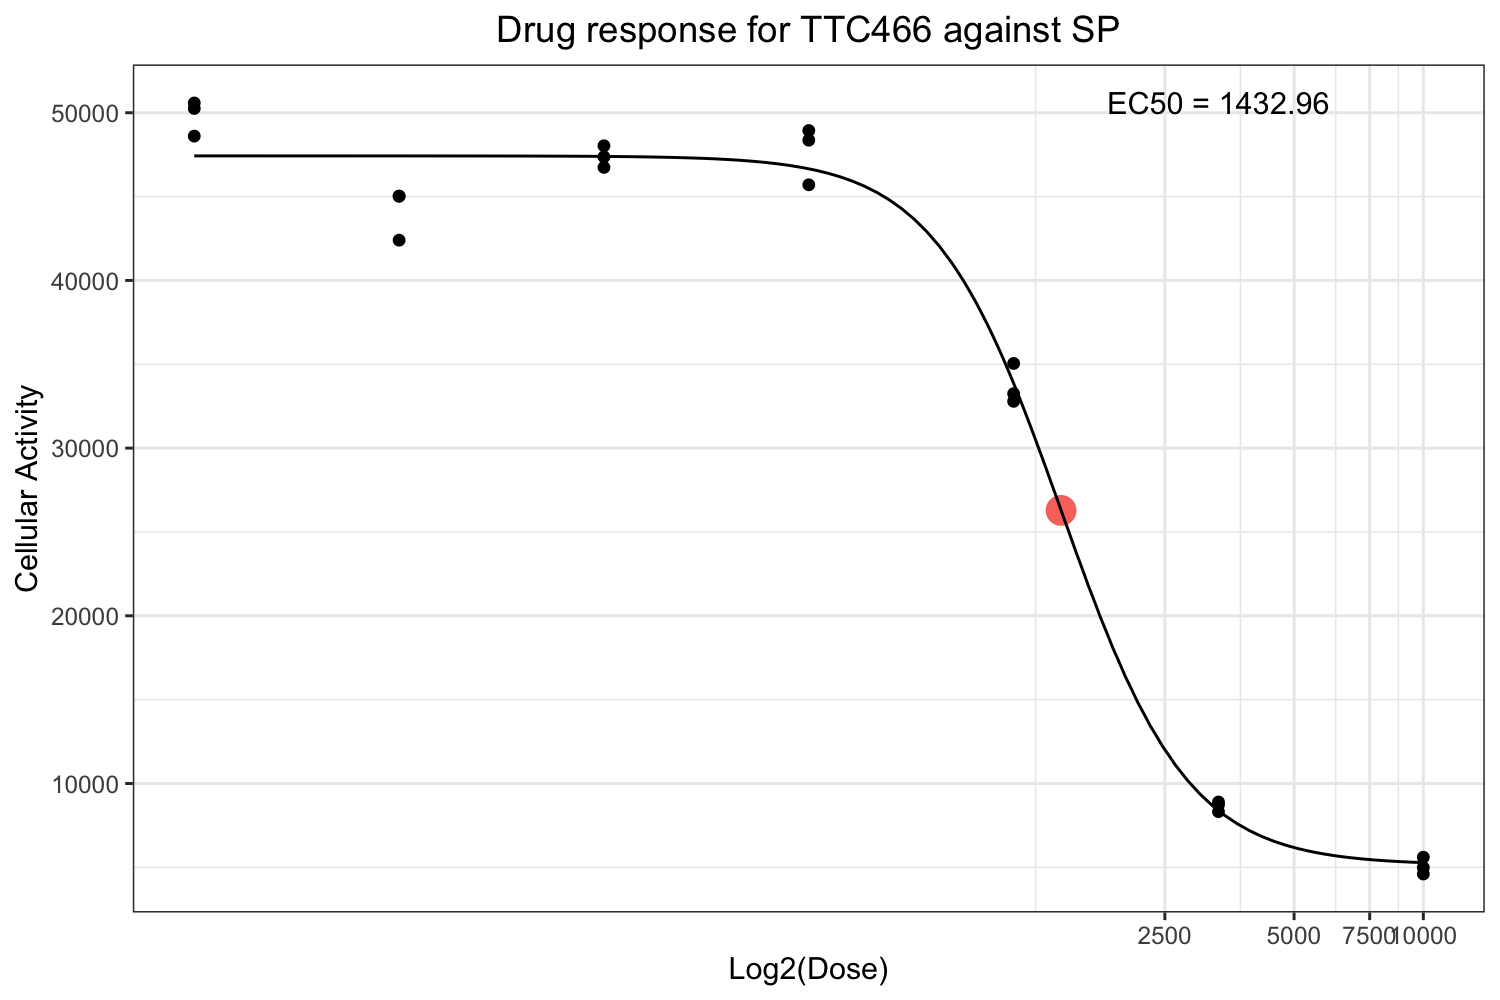 Drug response for TTC466 against SP
EC50 = 1432.96
50000
40000
30000
20000
10000
Cellular Activity
2500 5000 7500 10000
Log2(Dose)